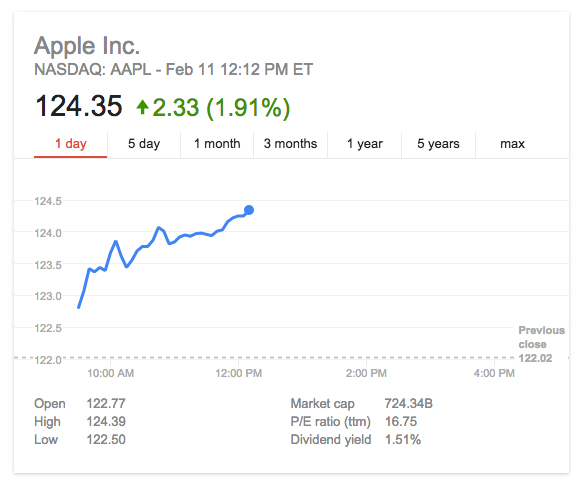 Apple Inc.
NASDAQ: AAPL - Feb 11 12:12 PM ET
124.35 2.33 (1.91%)
1 day 5 day 1 month 3 months 1 year 5 years max
124.5
124.0
123.5
123.0
122.5
Previous
close
122.02
122.0
10:00 AM 12:00 PM 2:00 PM 4:00 PM
Open 122.77 Market cap 724.34B
High 124.39 P/E ratio (ttm) 16.75
Low 122.50 Dividend yield 1.51%